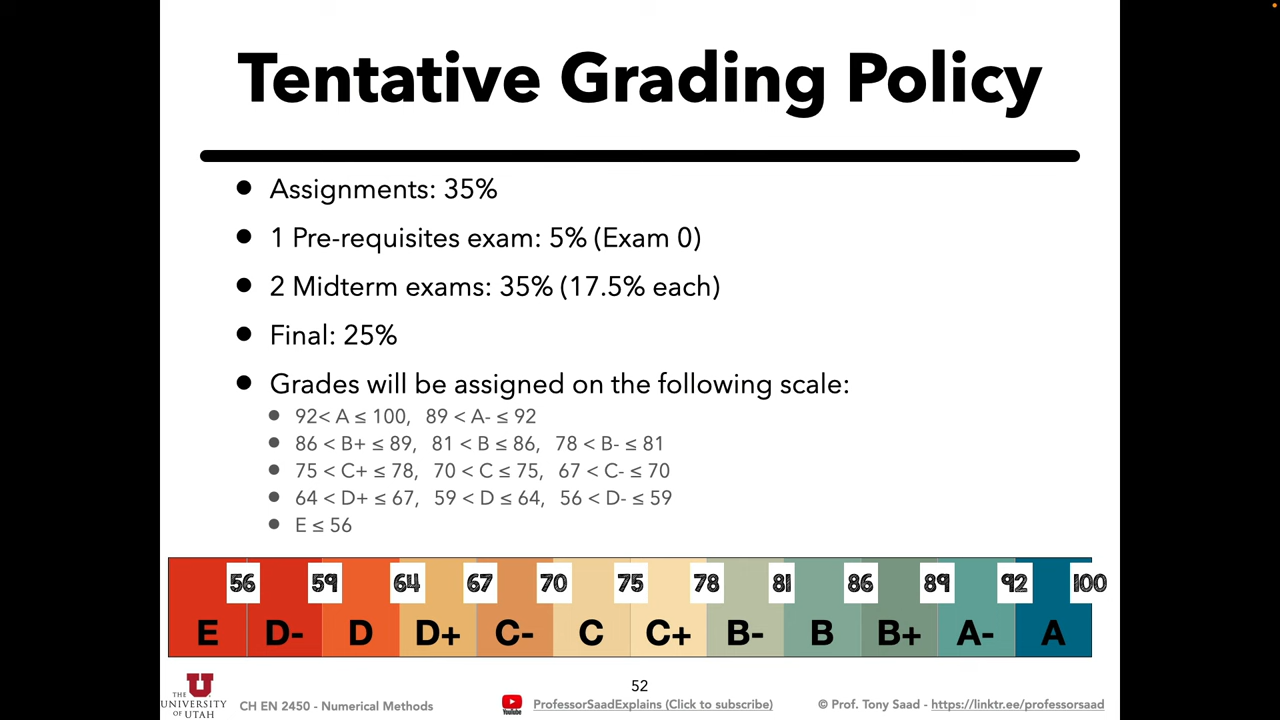 Tentative Grading Policy
● Assignments: 35%
● 1 Pre-requisites exam: 5% (Exam 0)
● 2 Midterm exams: 35% (17.5% each)
● Final: 25%
● Grades will be assigned on the following scale:
● 92< A ≤ 100, 89 < A- ≤ 92
● 86 < B+ ≤ 89, 81 < B ≤ 86, 78 < B- ≤ 81
● 75 < C+ ≤ 78, 70 < C ≤ 75, 67 < C- ≤ 70
● 64 < D+ ≤ 67, 59 < D ≤ 64, 56 < D- ≤ 59
● E ≤ 56
56 59 64 67 70 75 78 81 86 89 92 100
E D- D D+ C- C C+ B- B B+ A- A
52
U
THE
UNIVERSITY
OF UTAH
CH EN 2450 - Numerical Methods
YouTube
ProfessorSaadExplains (Click to subscribe)
© Prof. Tony Saad - https://linktr.ee/professorsaad